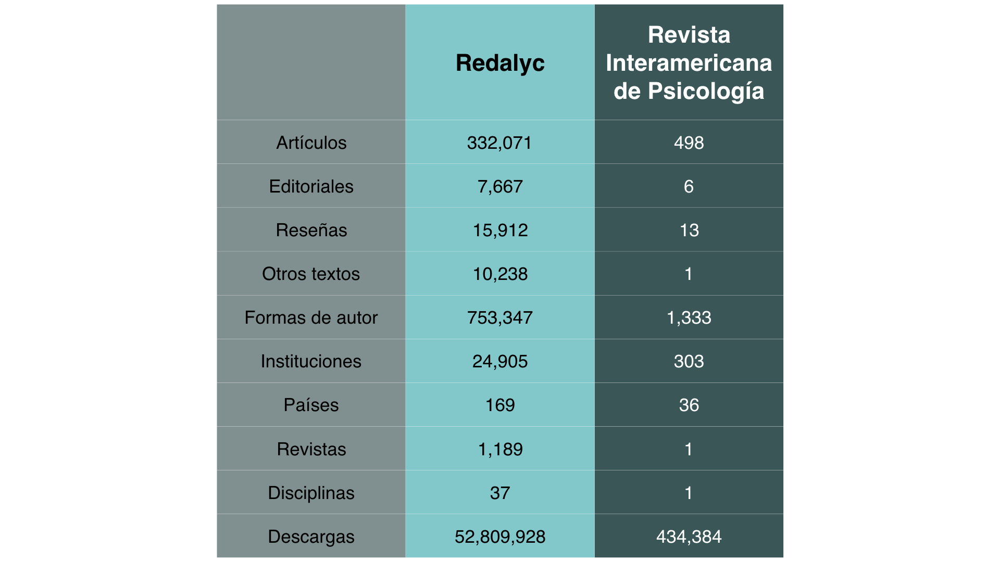 Redalyc
Revista
Interamericana
de Psicología
Artículos 332,071 498
Editoriales 7,667 6
Reseñas 15,912 13
Otros textos 10,238 1
Formas de autor 753,347 1,333
Instituciones 24,905 303
Países 169 36
Revistas 1,189 1
Disciplinas 37 1
Descargas 52,809,928 434,384